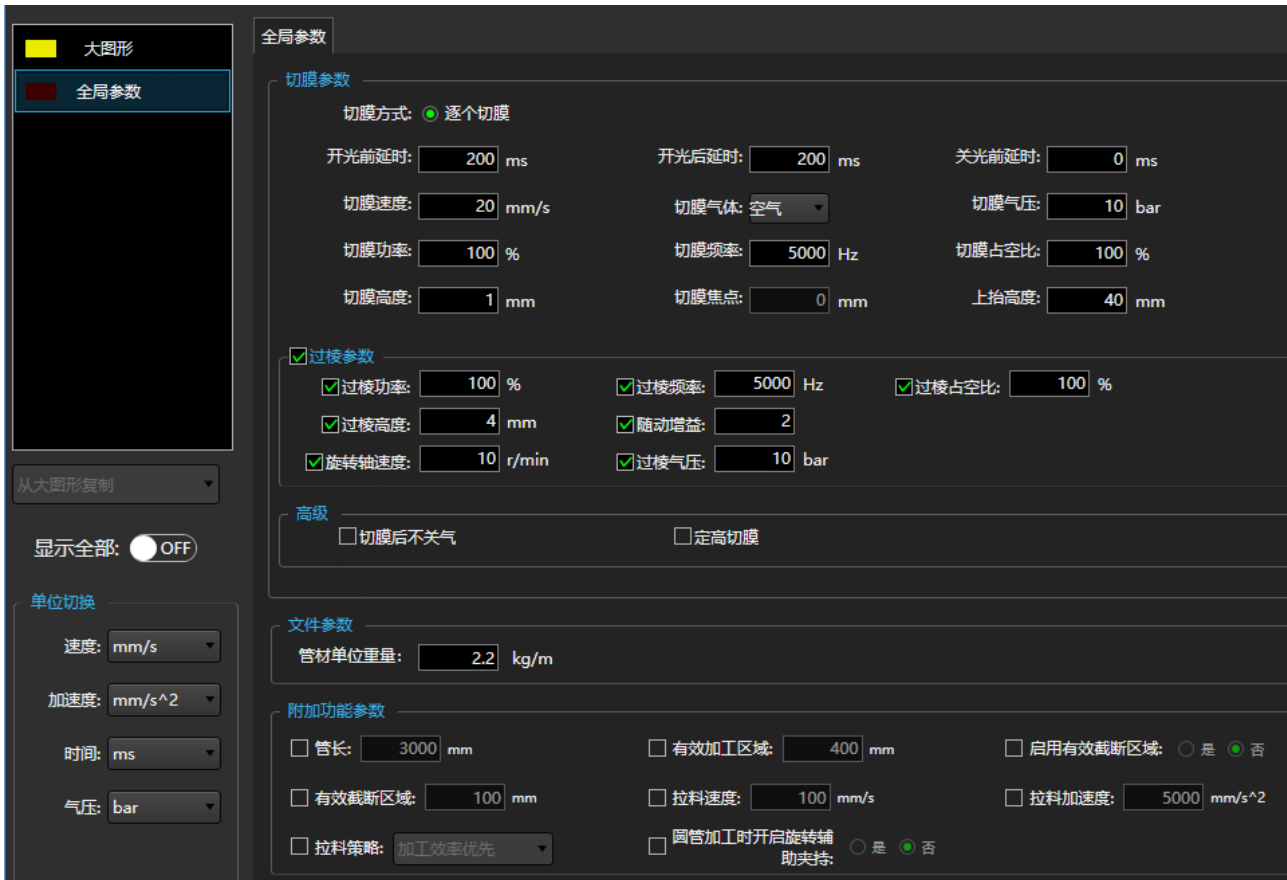 大图形
全局参数
从大图形复制
显示全部: OFF
单位切换
速度: mm/s
加速度: mm/s^2
时间: ms
气压: bar
全局参数
切膜参数
切膜方式: 逐个切膜
开光前延时: 200 ms 开光后延时: 200 ms 关光前延时: 0 ms
切膜速度: 20 mm/s 切膜气体: 空气 切膜气压: 10 bar
切膜功率: 100 % 切膜频率: 5000 Hz 切膜占空比: 100 %
切膜高度: 1 mm 切膜焦点: 0 mm 上抬高度: 40 mm
过棱参数
过棱功率: 100 % 过棱频率: 5000 Hz 过棱占空比: 100 %
过棱高度: 4 mm 随动增益: 2
旋转轴速度: 10 r/min 过棱气压: 10 bar
高级
切膜后不关气 定高切膜
文件参数
管材单位重量: 2.2 kg/m
附加功能参数
管长: 3000 mm 有效加工区域: 400 mm 启用有效截断区域: 是 否
有效截断区域: 100 mm 拉料速度: 100 mm/s 拉料加速度: 5000 mm/s^2
拉料策略: 加工效率优先 圆管加工时开启旋转辅
助夹持: 是 否